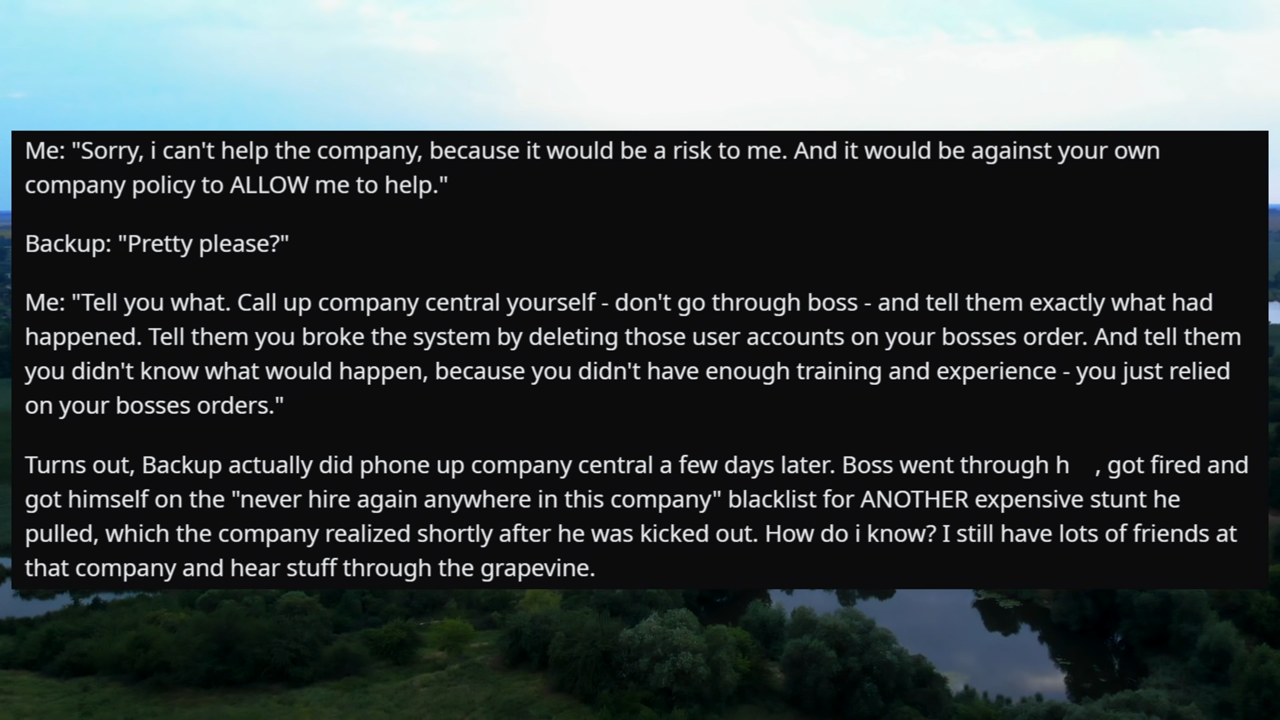 Me: "Sorry, i can't help the company, because it would be a risk to me. And it would be against your own
company policy to ALLOW me to help."
Backup: "Pretty please?"
Me: "Tell you what. Call up company central yourself - don't go through boss - and tell them exactly what had
happened. Tell them you broke the system by deleting those user accounts on your bosses order. And tell them
you didn't know what would happen, because you didn't have enough training and experience - you just relied
on your bosses orders."
Turns out, Backup actually did phone up company central a few days later. Boss went through h , got fired and
got himself on the "never hire again anywhere in this company" blacklist for ANOTHER expensive stunt he
pulled, which the company realized shortly after he was kicked out. How do i know? I still have lots of friends at
that company and hear stuff through the grapevine.